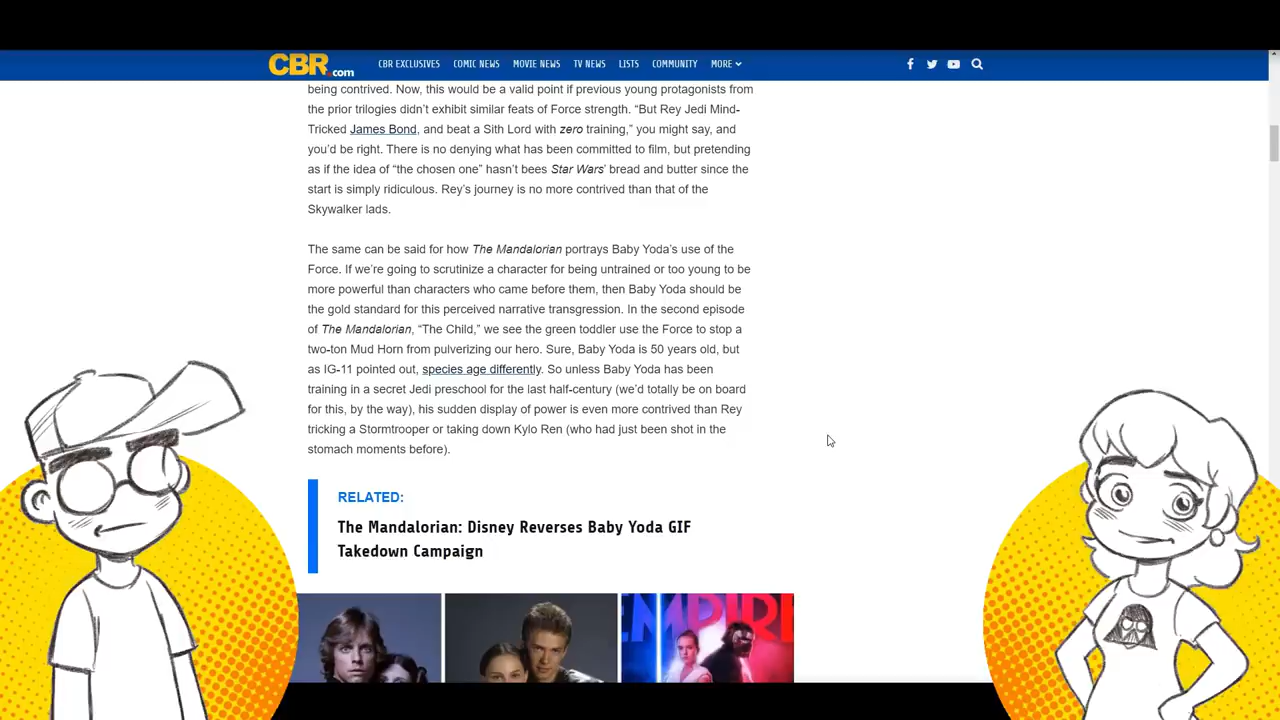 CBR.com
CBR EXCLUSIVES COMIC NEWS MOVIE NEWS TV NEWS LISTS COMMUNITY MORE
being contrived. Now, this would be a valid point if previous young protagonists from
the prior trilogies didn’t exhibit similar feats of Force strength. “But Rey Jedi Mind-
Tricked James Bond, and beat a Sith Lord with zero training,” you might say, and
you’d be right. There is no denying what has been committed to film, but pretending
as if the idea of “the chosen one” hasn’t bees Star Wars’ bread and butter since the
start is simply ridiculous. Rey’s journey is no more contrived than that of the
Skywalker lads.
The same can be said for how The Mandalorian portrays Baby Yoda’s use of the
Force. If we’re going to scrutinize a character for being untrained or too young to be
more powerful than characters who came before them, then Baby Yoda should be
the gold standard for this perceived narrative transgression. In the second episode
of The Mandalorian, “The Child,” we see the green toddler use the Force to stop a
two-ton Mud Horn from pulverizing our hero. Sure, Baby Yoda is 50 years old, but
as IG-11 pointed out, species age differently. So unless Baby Yoda has been
training in a secret Jedi preschool for the last half-century (we’d totally be on board
for this, by the way), his sudden display of power is even more contrived than Rey
tricking a Stormtrooper or taking down Kylo Ren (who had just been shot in the
stomach moments before).
RELATED:
The Mandalorian: Disney Reverses Baby Yoda GIF
Takedown Campaign
EMPIRE